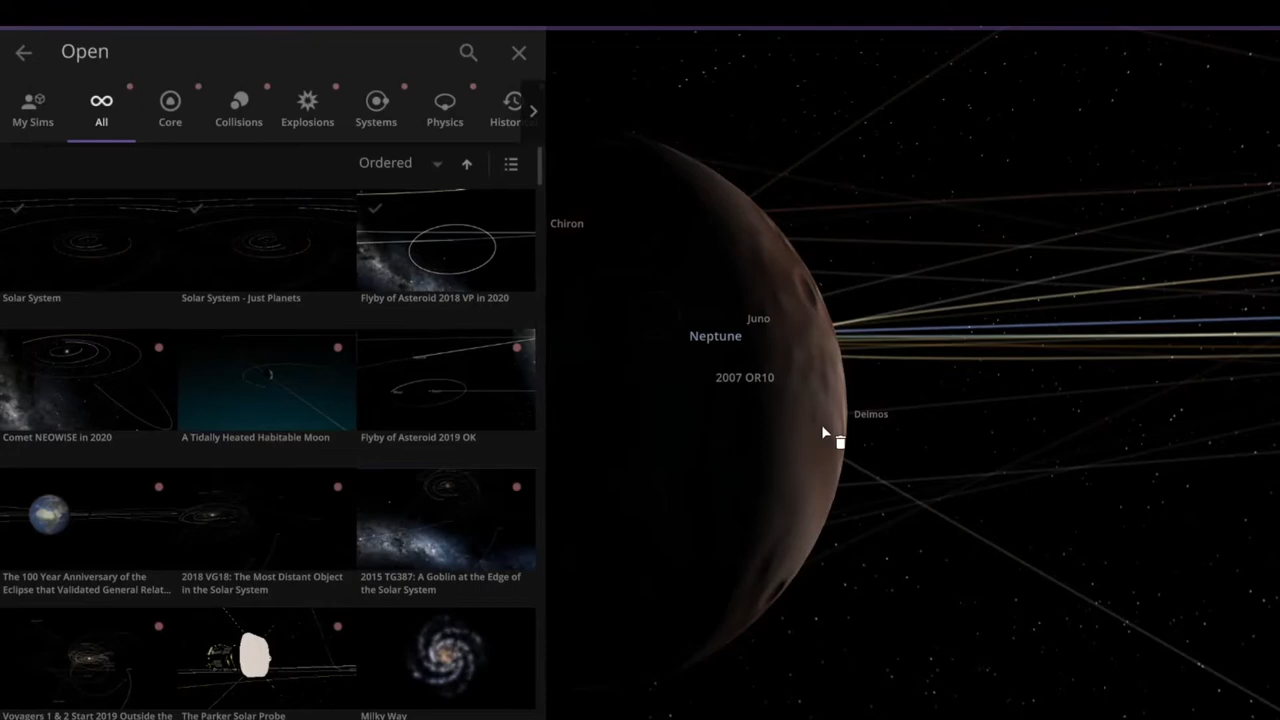 Open
My Sims
All
Core
Collisions
Explosions
Systems
Physics
Histori
Ordered
Solar System
Solar System - Just Planets
Flyby of Asteroid 2018 VP in 2020
Comet NEOWISE in 2020
A Tidally Heated Habitable Moon
Flyby of Asteroid 2019 OK
The 100 Year Anniversary of the
Eclipse that Validated General Relat...
2018 VG18: The Most Distant Object
in the Solar System
2015 TG387: A Goblin at the Edge of
the Solar System
Voyagers 1 & 2 Start 2019 Outside the
The Parker Solar Probe
Milky Way
Chiron
Juno
Neptune
2007 OR10
Deimos